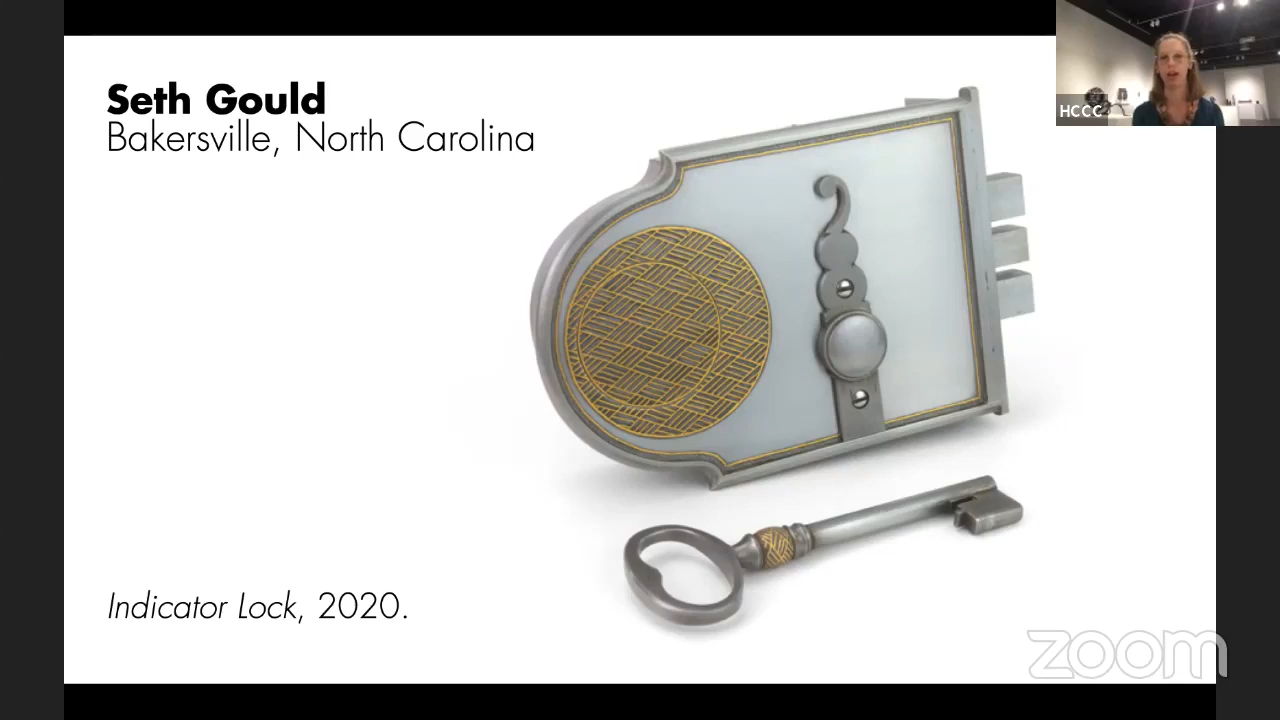 Seth Gould
Bakersville, North Carolina
HCCC
Indicator Lock, 2020.
zoom